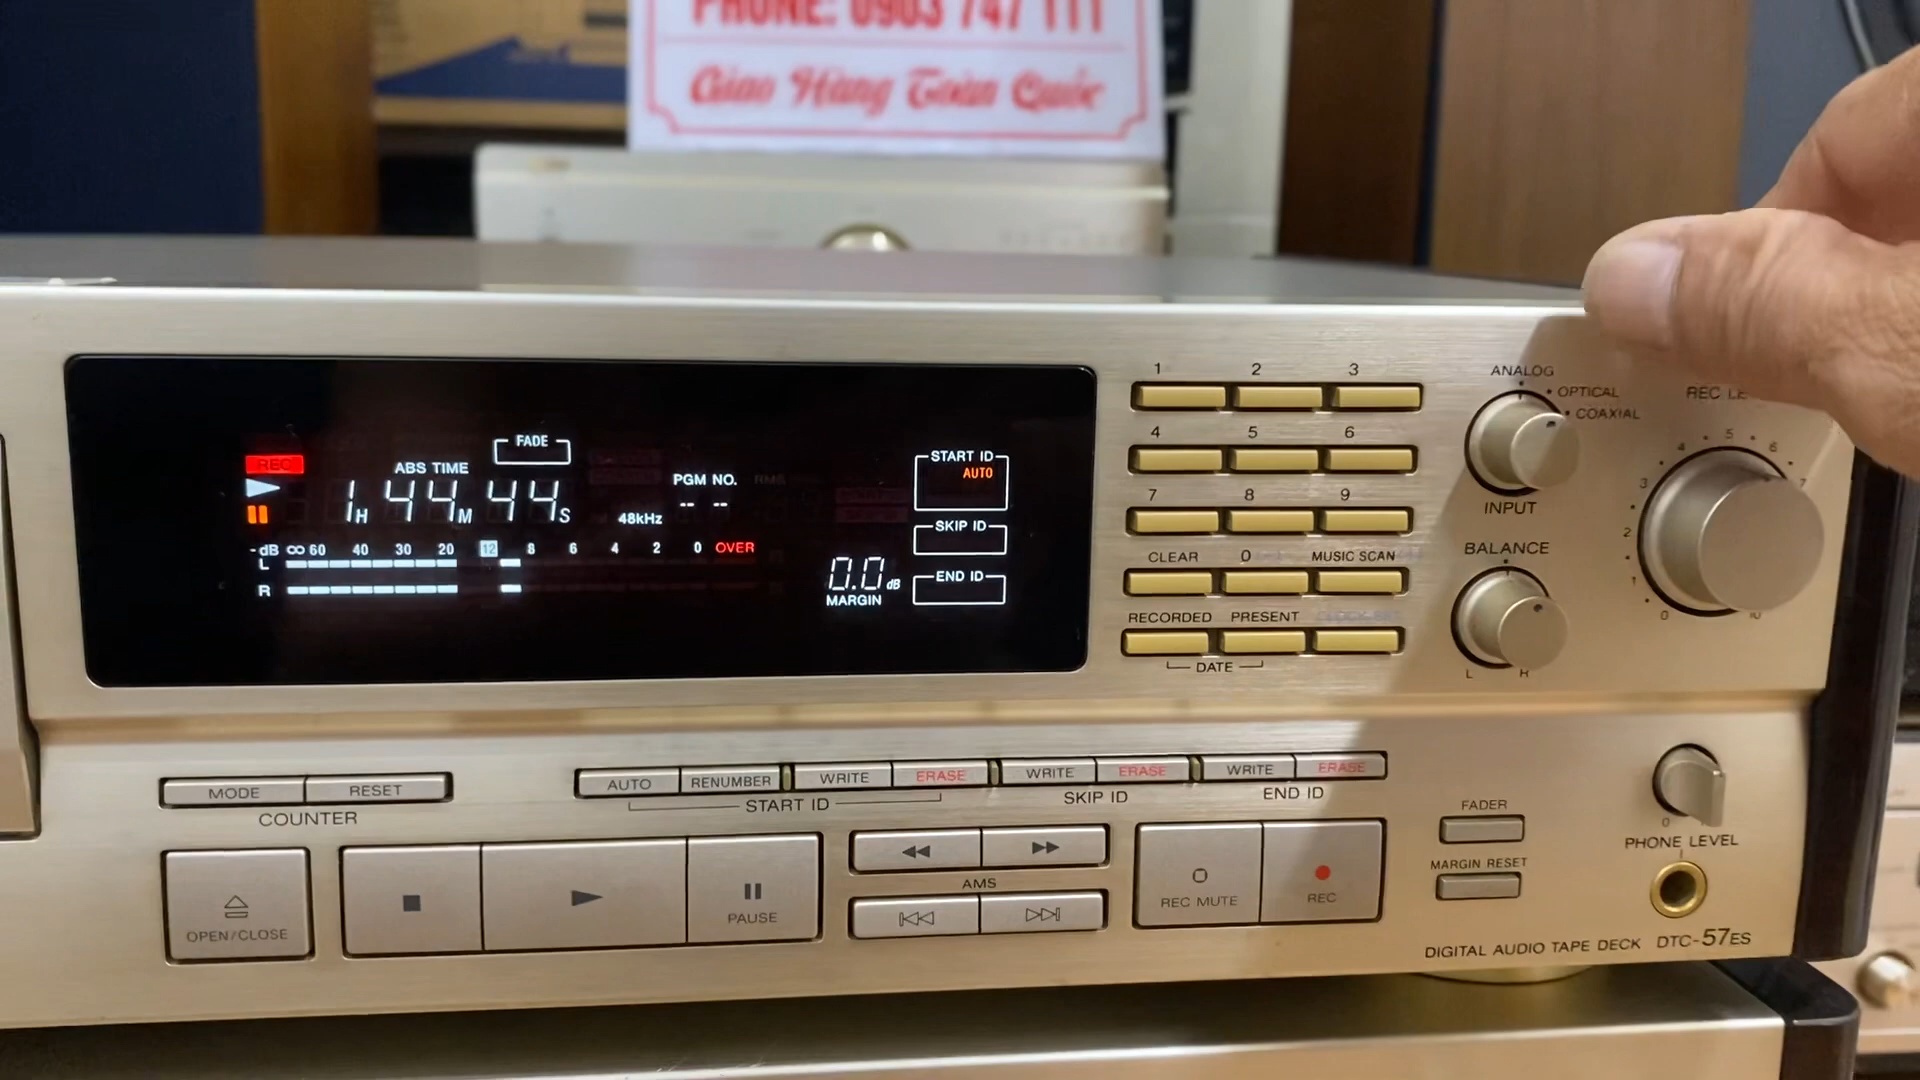 PHONE: 0903 747 111
Giao Hàng Toàn Quốc
REC
ABS TIME
FADE
1H 44M 44S
48kHz
PGM NO.
-- --
START ID
AUTO
SKIP ID
END ID
-dB ∞ 60 40 30 20 12 8 6 4 2 0 OVER
L
R
0.0 dB
MARGIN
1 2 3
4 5 6
7 8 9
CLEAR 0 MUSIC SCAN
RECORDED PRESENT
DATE
ANALOG
OPTICAL
COAXIAL
INPUT
BALANCE
L R
REC
0 1 2 3 4 5 6 7 10
MODE RESET
COUNTER
AUTO RENUMBER WRITE ERASE WRITE ERASE WRITE ERASE
START ID SKIP ID END ID
OPEN/CLOSE
PAUSE
AMS
REC MUTE
REC
FADER
MARGIN RESET
0
PHONE LEVEL
DIGITAL AUDIO TAPE DECK DTC-57ES